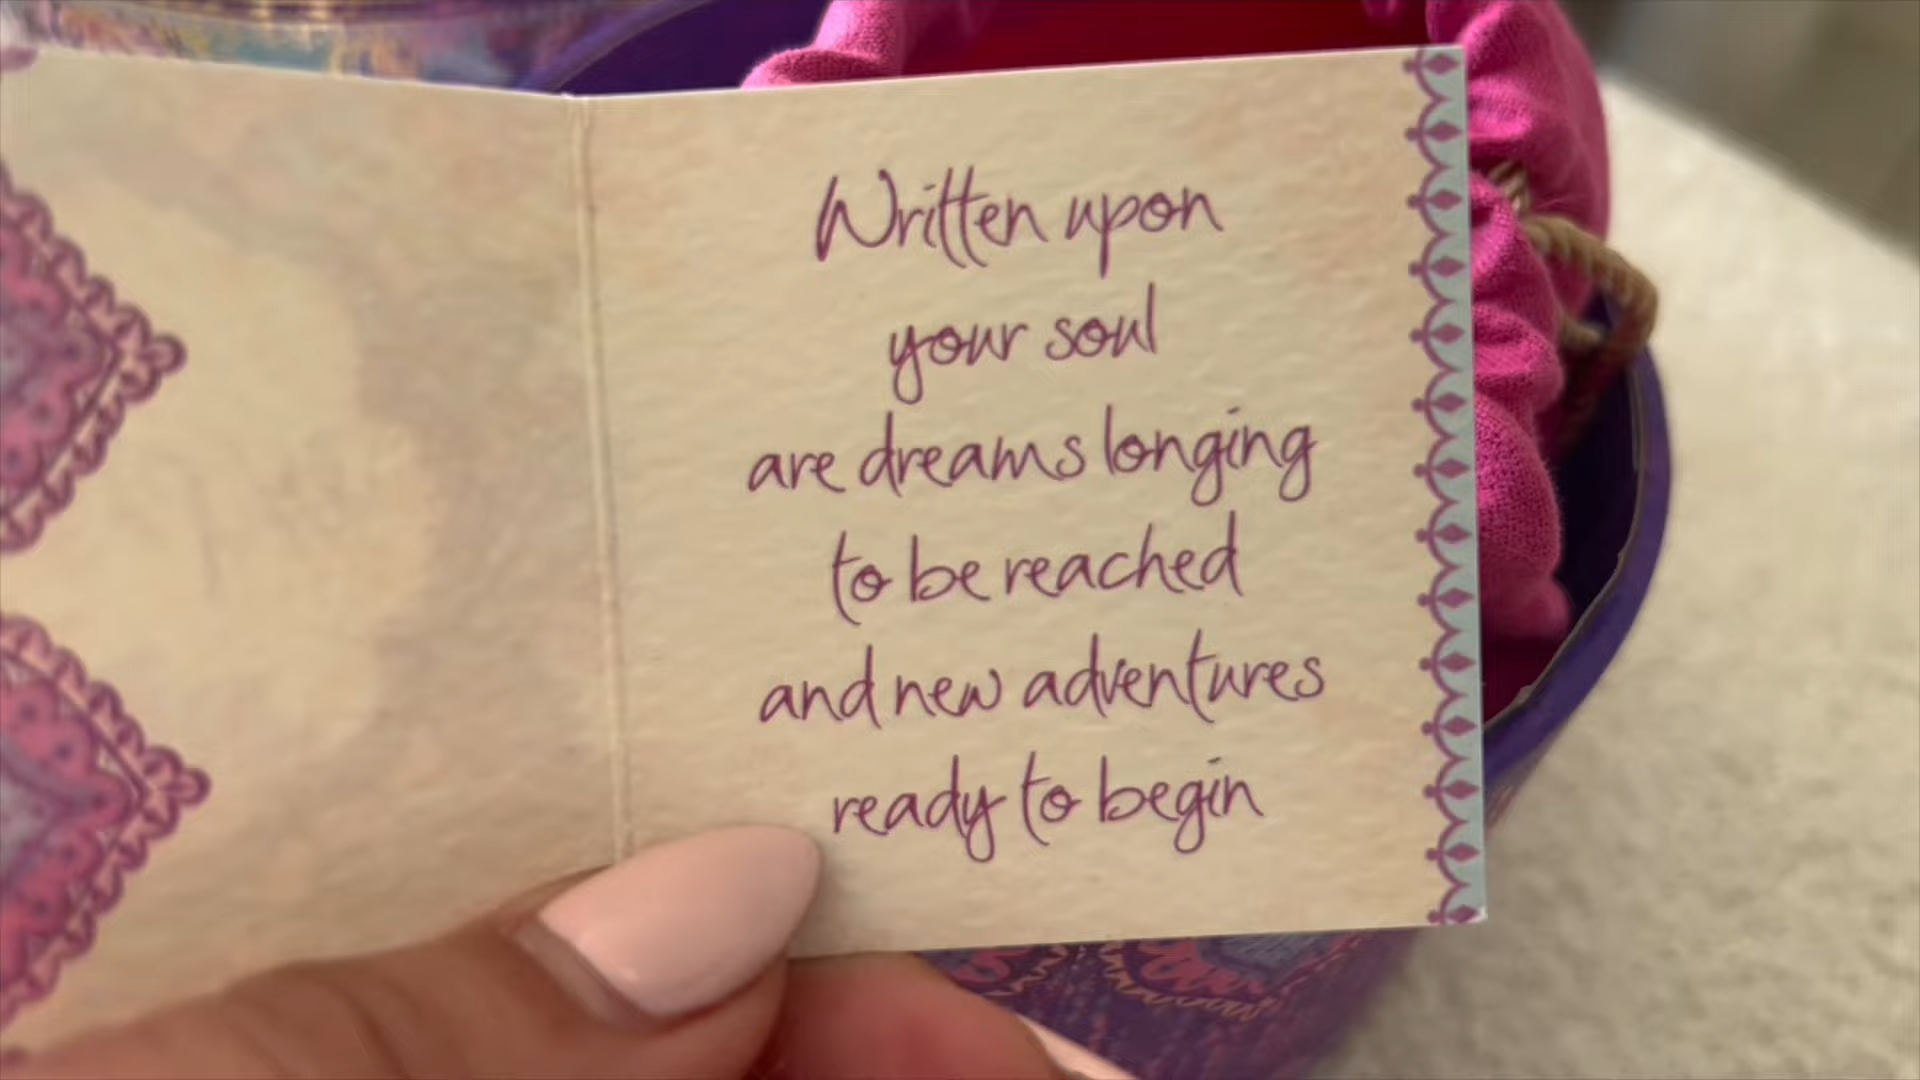 Written upon
your soul
are dreams longing
to be reached
and new adventures
ready to begin